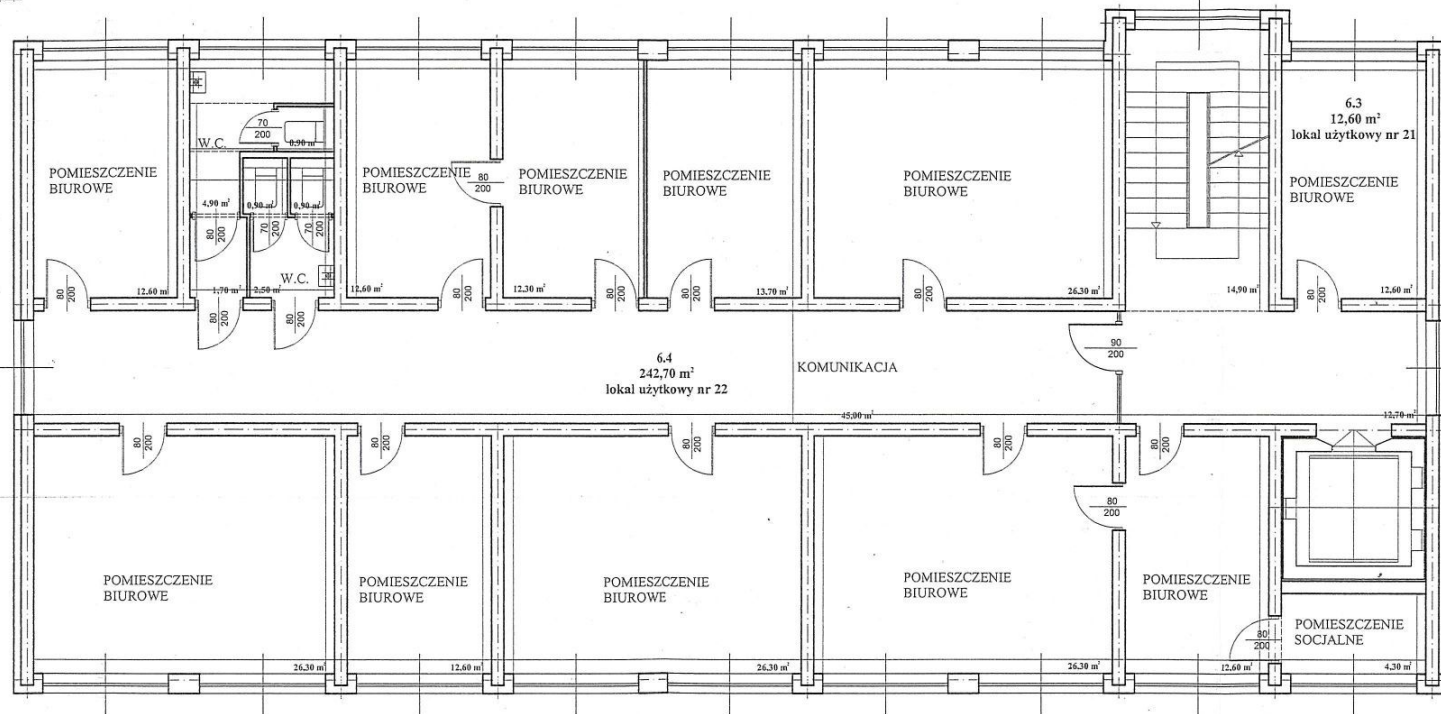 6.3
12,60 m²
lokal użytkowy nr 21
70
200
W.C.
0,90 m²
POMIESZCZENIE
BIUROWE
POMIESZCZENIE
BIUROWE
80
200
POMIESZCZENIE
BIUROWE
POMIESZCZENIE
BIUROWE
POMIESZCZENIE
BIUROWE
POMIESZCZENIE
BIUROWE
4,90 m²
0,90 m²
0,90 m²
80
200
70
200
70
200
W.C.
80
200
12.60 m²
1,70 m²
2,50 m²
12,60 m²
80
200
12.30 m²
80
200
80
200
13.70 m²
80
200
26.30 m²
14,90 m²
80
200
12,60 m²
80
200
80
200
6.4
242,70 m²
lokal użytkowy nr 22
KOMUNIKACJA
90
200
45,00 m²
12,70 m²
80
200
80
200
80
200
80
200
80
200
80
200
POMIESZCZENIE
BIUROWE
POMIESZCZENIE
BIUROWE
POMIESZCZENIE
BIUROWE
POMIESZCZENIE
BIUROWE
POMIESZCZENIE
BIUROWE
POMIESZCZENIE
SOCJALNE
80
200
26.30 m²
12,60 m²
26.30 m²
26.30 m²
12,60 m²
4,30 m²